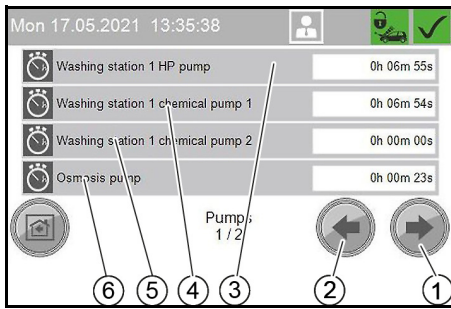 Mon 17.05.2021 13:35:38
Washing station 1 HP pump 0h 06m 55s
Washing station 1 chemical pump 1 0h 06m 54s
Washing station 1 chemical pump 2 0h 00m 00s
Osmosis pump 0h 00m 23s
Pumps
1 / 2
6 5 4 3 2 1